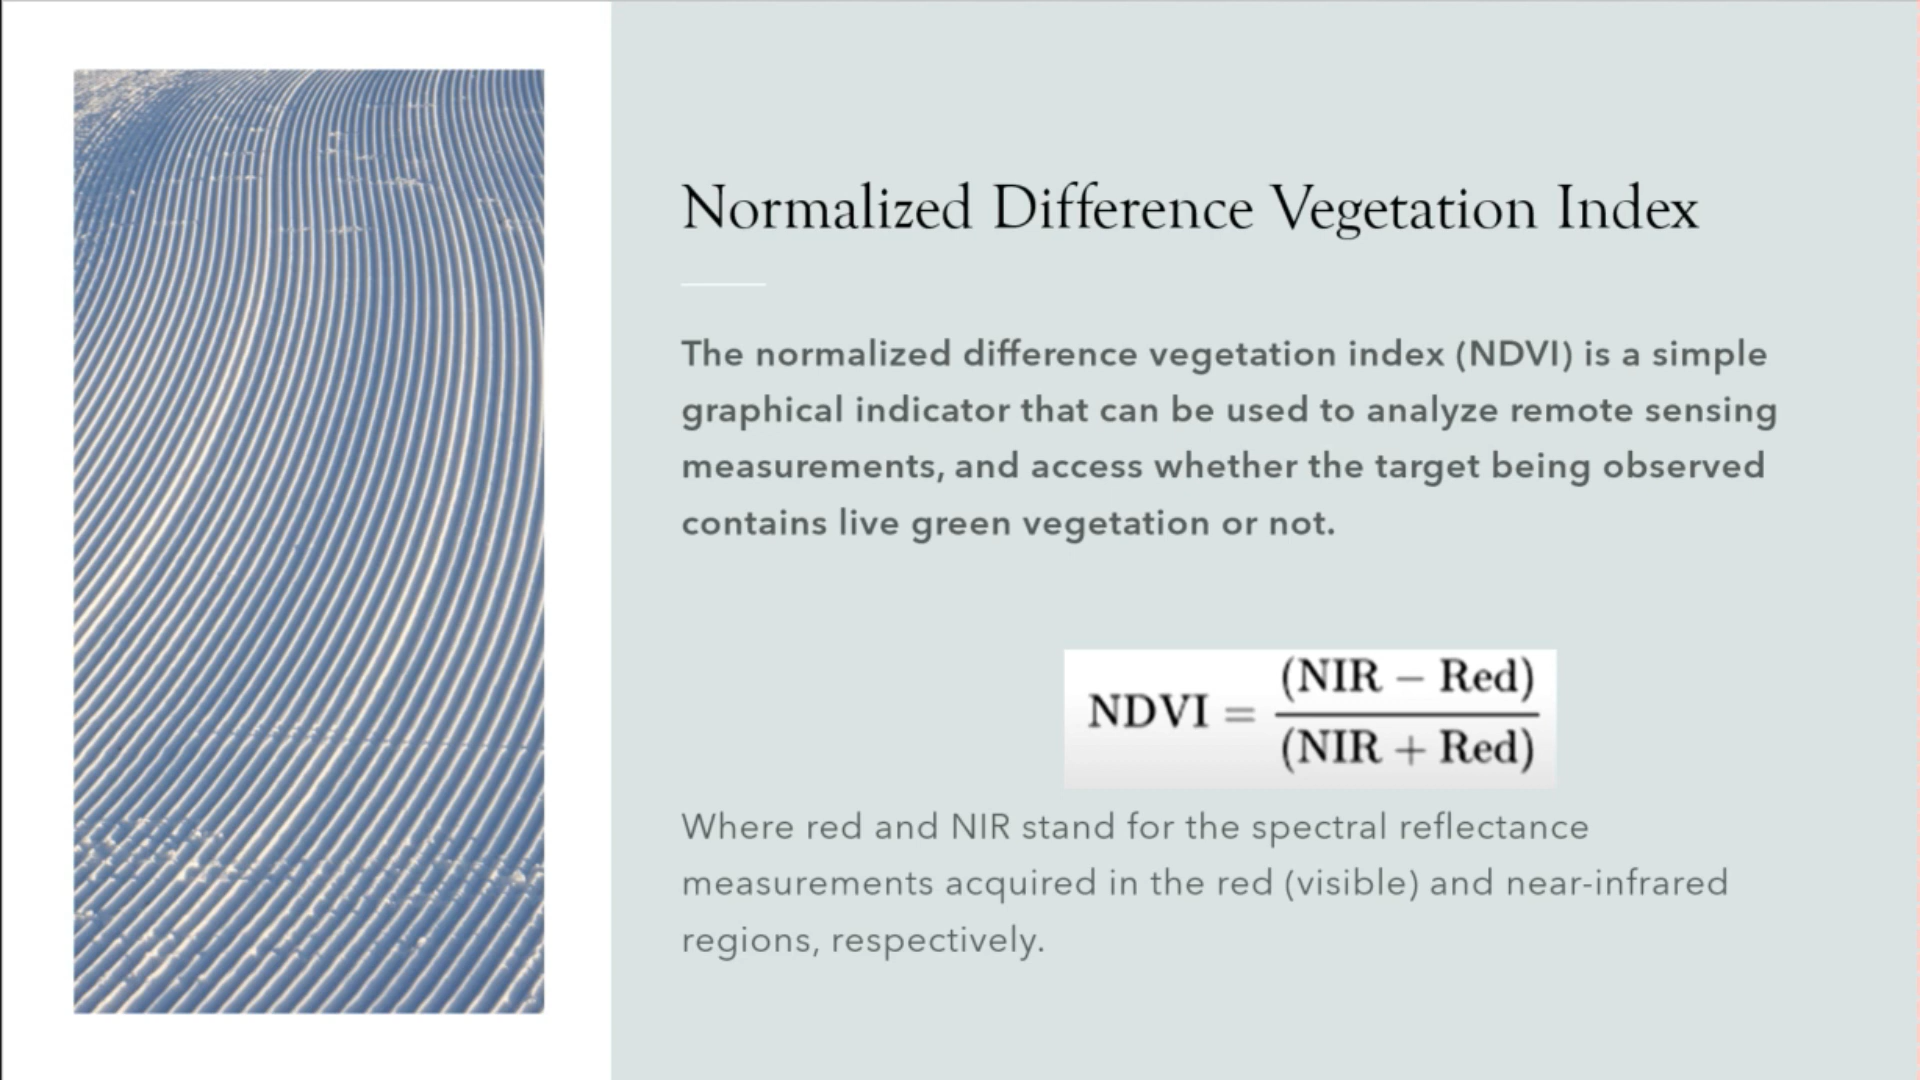 Normalized Difference Vegetation Index
The normalized difference vegetation index (NDVI) is a simple
graphical indicator that can be used to analyze remote sensing
measurements, and access whether the target being observed
contains live green vegetation or not.
NDVI = (NIR − Red) / (NIR + Red)
Where red and NIR stand for the spectral reflectance
measurements acquired in the red (visible) and near-infrared
regions, respectively.